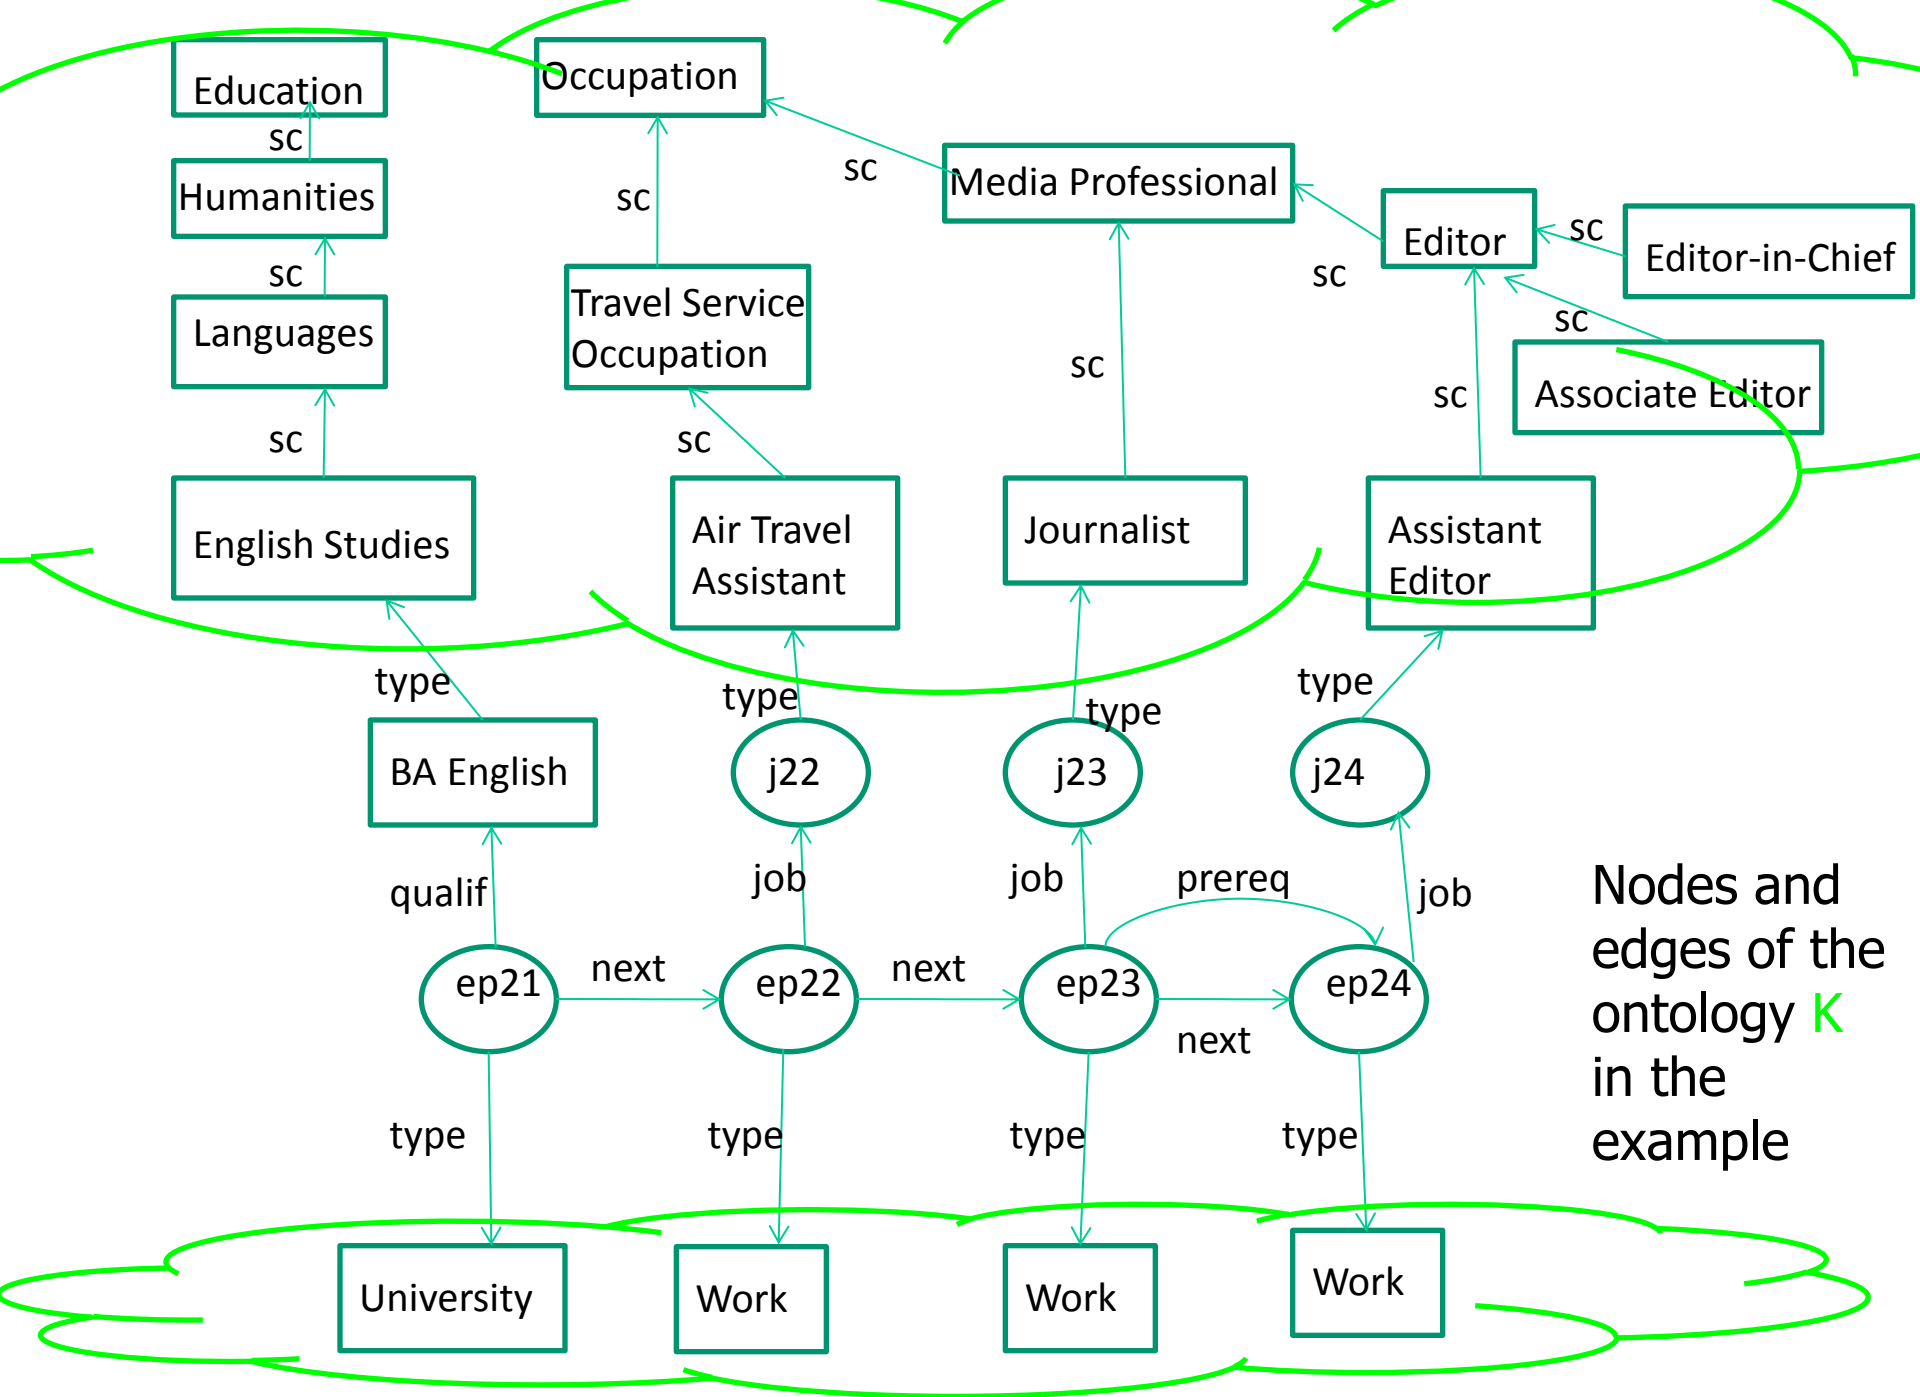 Education
Occupation
sc
sc
Media Professional
Humanities
sc
Editor
sc
Editor-in-Chief
sc
sc
Travel Service
Occupation
Languages
sc
Associate Editor
sc
sc
sc
sc
English Studies
Air Travel
Assistant
Journalist
Assistant
Editor
type
type
type
type
BA English
j22
j23
j24
qualif
job
job
prereq
job
ep21
next
ep22
next
ep23
next
ep24
type
type
type
type
University
Work
Work
Work
Nodes and
edges of the
ontology K
in the
example